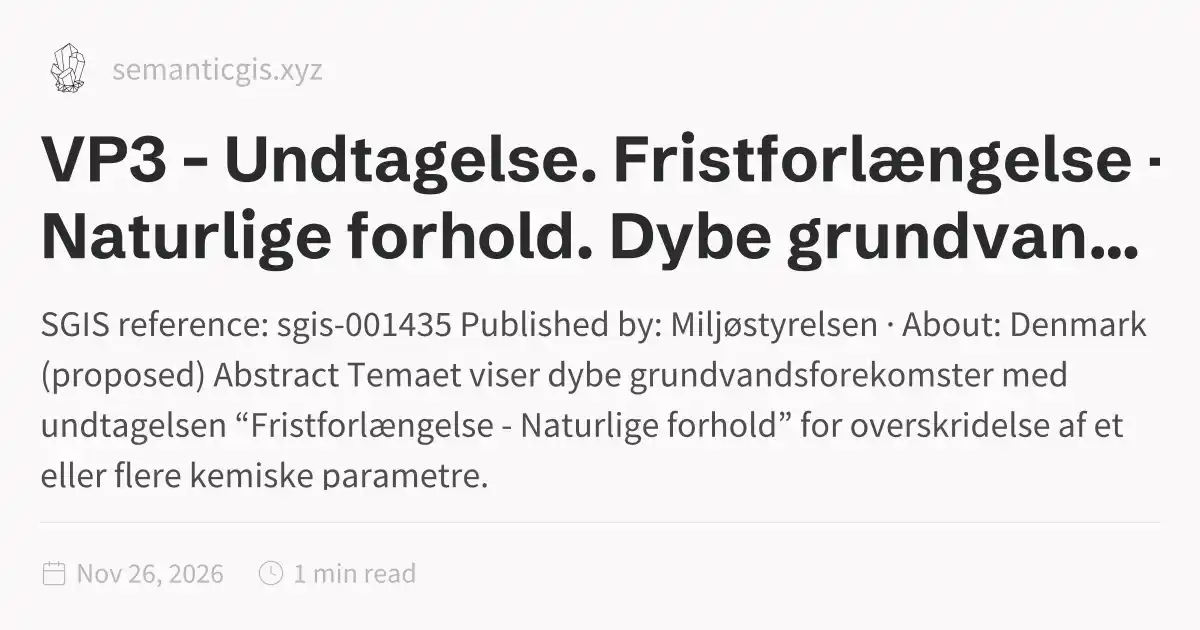 semanticgis.xyz
VP3 - Undtagelse. Fristforlængelse -
Naturlige forhold. Dybe grundvan...
SGIS reference: sgis-001435 Published by: Miljøstyrelsen · About: Denmark
(proposed) Abstract Temaet viser dybe grundvandsforekomster med
undtagelsen “Fristforlængelse - Naturlige forhold” for overskridelse af et
eller flere kemiske parametre.
Nov 26, 2026 1 min read